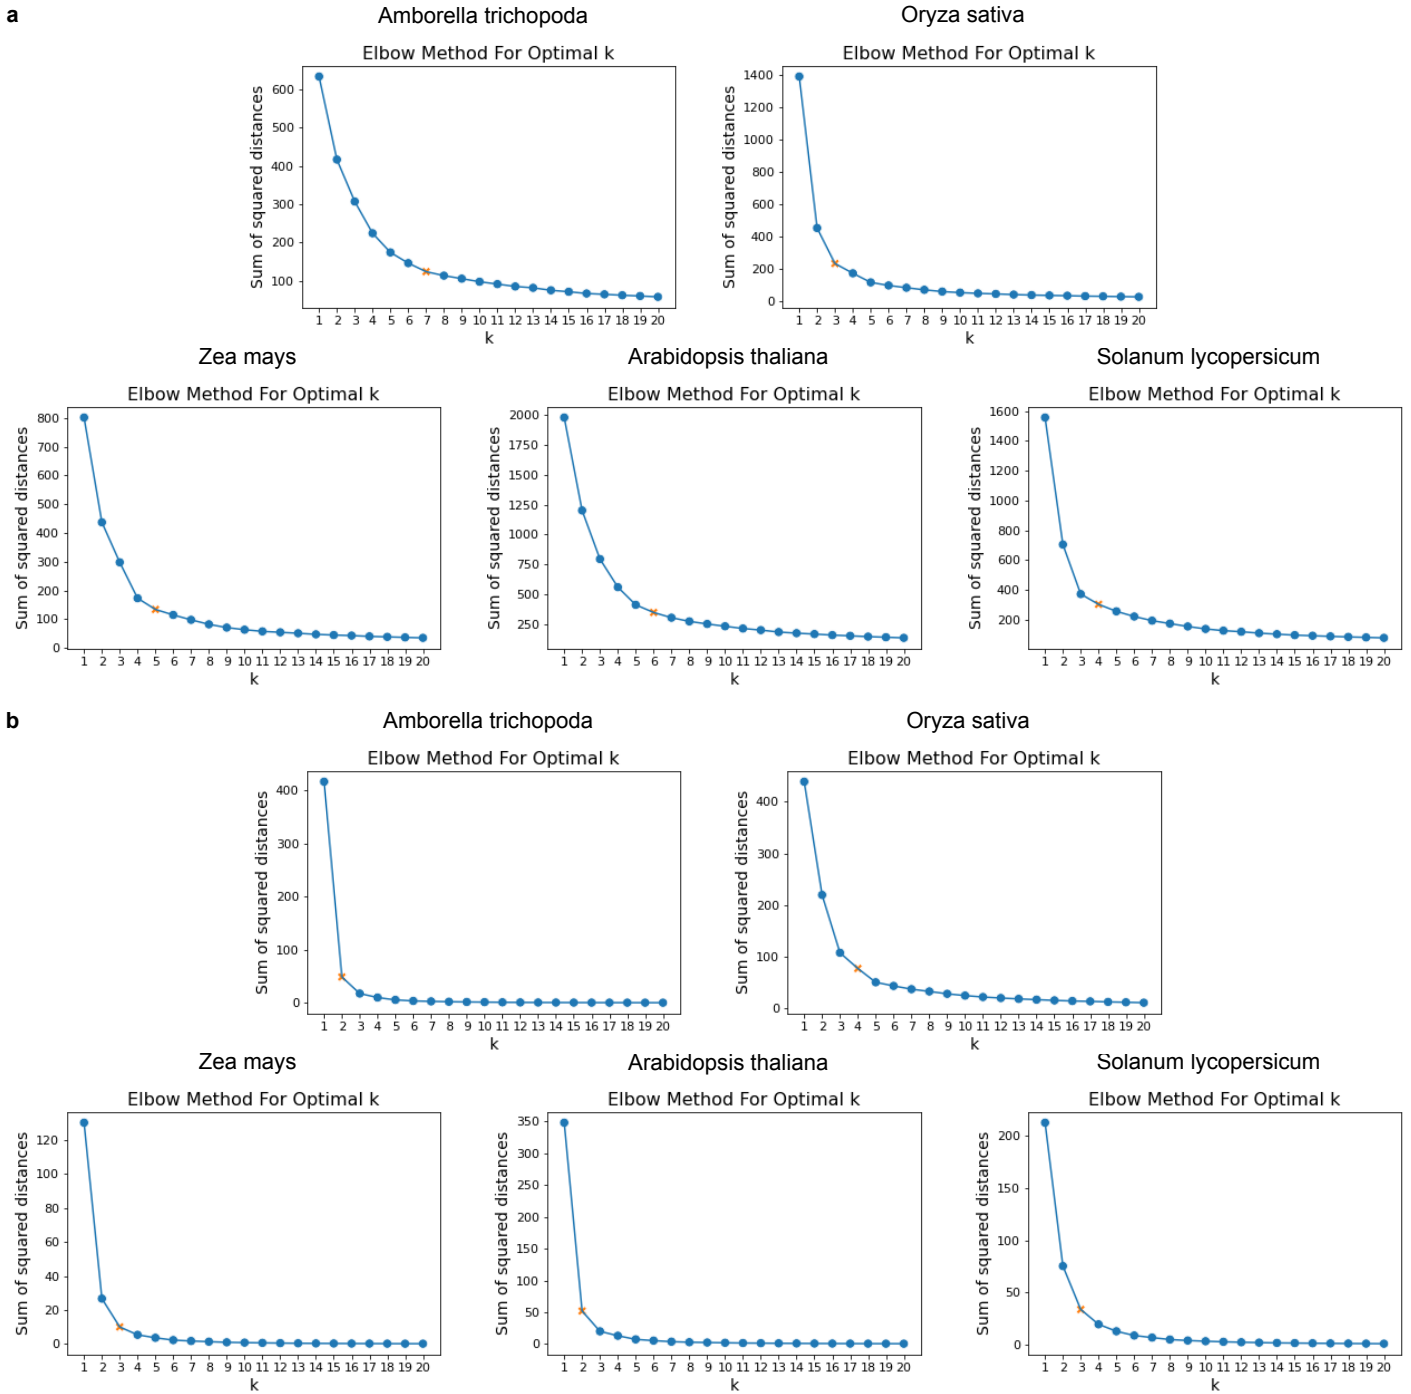 a
Amborella trichopoda
Oryza sativa
Elbow Method For Optimal k
Elbow Method For Optimal k
Sum of squared distances
600
500
400
300
200
100
1 2 3 4 5 6 7 8 9 10 11 12 13 14 15 16 17 18 19 20
k
Sum of squared distances
1400
1200
1000
800
600
400
200
0
1 2 3 4 5 6 7 8 9 10 11 12 13 14 15 16 17 18 19 20
k
Zea mays
Arabidopsis thaliana
Solanum lycopersicum
Elbow Method For Optimal k
Elbow Method For Optimal k
Elbow Method For Optimal k
Sum of squared distances
800
700
600
500
400
300
200
100
0
1 2 3 4 5 6 7 8 9 10 11 12 13 14 15 16 17 18 19 20
k
Sum of squared distances
2000
1750
1500
1250
1000
750
500
250
1 2 3 4 5 6 7 8 9 10 11 12 13 14 15 16 17 18 19 20
k
Sum of squared distances
1600
1400
1200
1000
800
600
400
200
1 2 3 4 5 6 7 8 9 10 11 12 13 14 15 16 17 18 19 20
k
b
Amborella trichopoda
Oryza sativa
Elbow Method For Optimal k
Elbow Method For Optimal k
Sum of squared distances
400
300
200
100
0
1 2 3 4 5 6 7 8 9 10 11 12 13 14 15 16 17 18 19 20
k
Sum of squared distances
400
300
200
100
0
1 2 3 4 5 6 7 8 9 10 11 12 13 14 15 16 17 18 19 20
k
Zea mays
Arabidopsis thaliana
Solanum lycopersicum
Elbow Method For Optimal k
Elbow Method For Optimal k
Elbow Method For Optimal k
Sum of squared distances
120
100
80
60
40
20
0
1 2 3 4 5 6 7 8 9 10 11 12 13 14 15 16 17 18 19 20
k
Sum of squared distances
350
300
250
200
150
100
50
0
1 2 3 4 5 6 7 8 9 10 11 12 13 14 15 16 17 18 19 20
k
Sum of squared distances
200
150
100
50
0
1 2 3 4 5 6 7 8 9 10 11 12 13 14 15 16 17 18 19 20
k